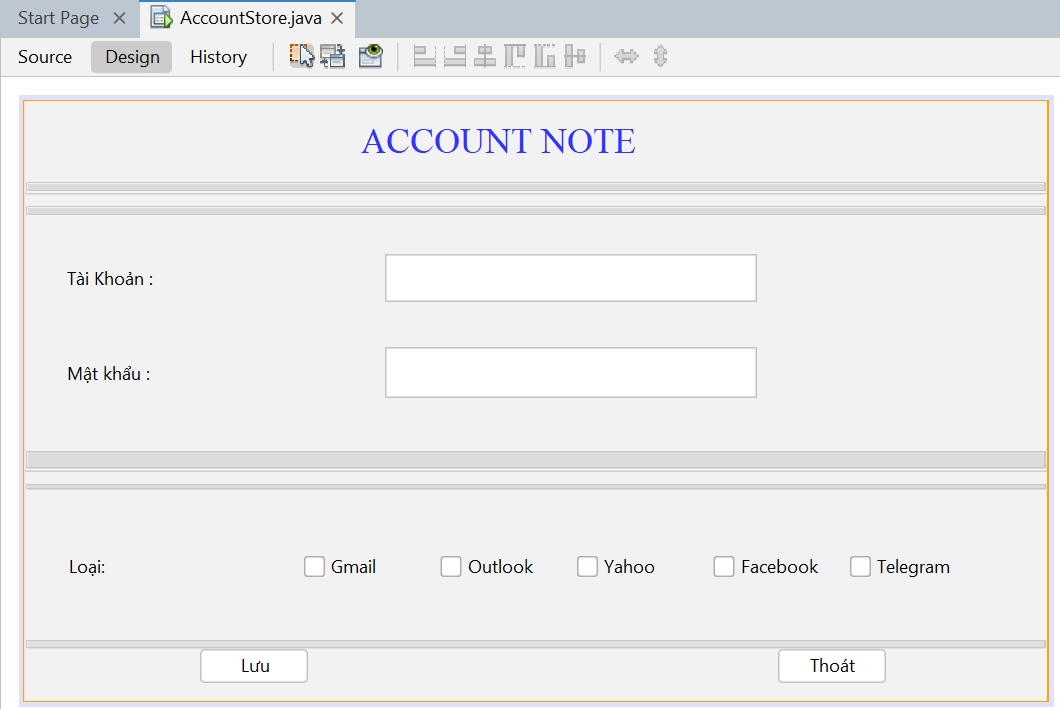 Start Page AccountStore.java
Source Design History
ACCOUNT NOTE
Tài Khoản :
Mật khẩu :
Loại: Gmail Outlook Yahoo Facebook Telegram
Lưu Thoát